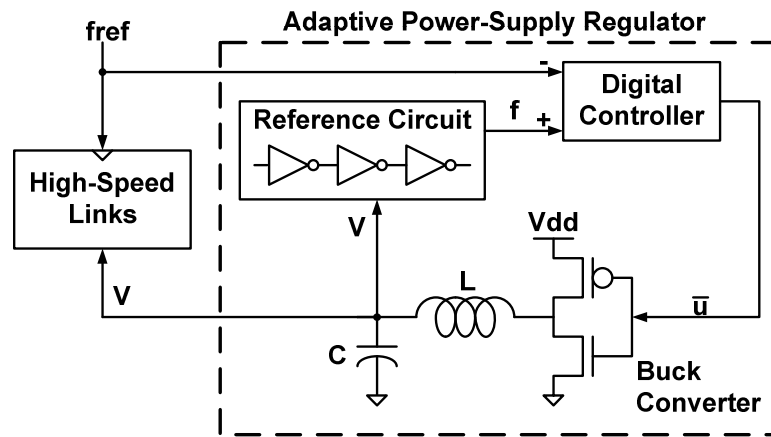 Adaptive Power-Supply Regulator
fref
-
Digital
Controller
f
+
Reference Circuit
High-Speed
Links
V
Vdd
V
L
u̅
C
Buck
Converter